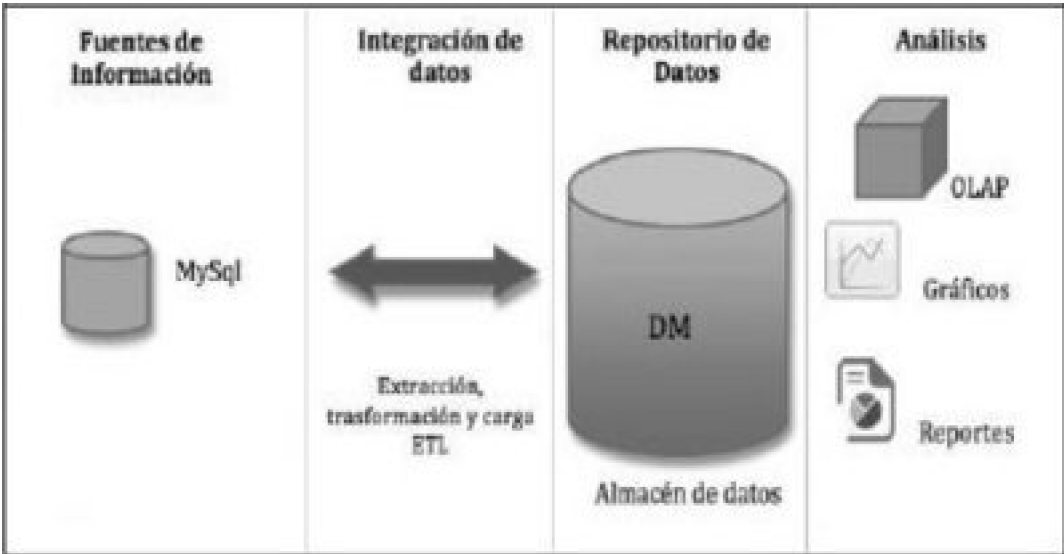 Fuentes de
Información
MySql
Integración de
datos
Extracción,
trasformación y carga
ETL
Repositorio de
Datos
DM
Almacén de datos
Análisis
OLAP
Gráficos
Reportes